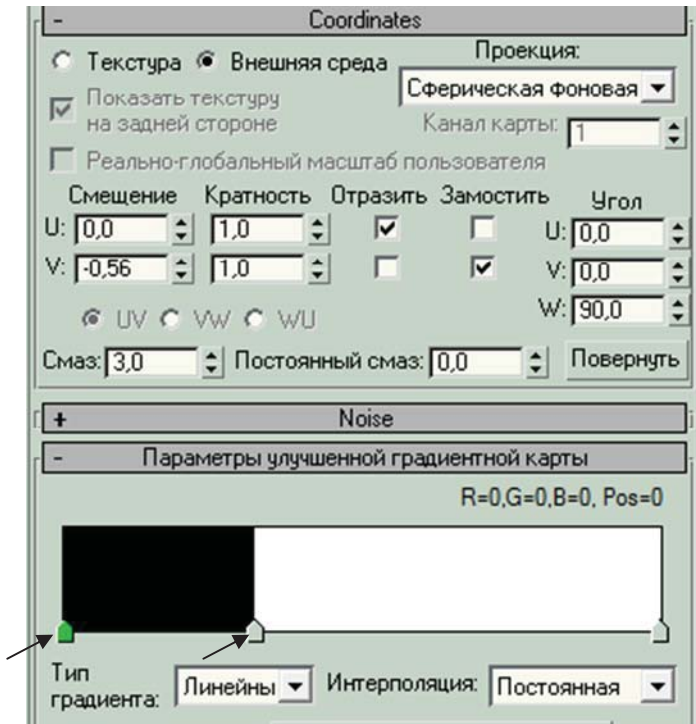 - Coordinates
Текстура Внешняя среда Проекция:
Сферическая фоновая
Показать текстуру
на задней стороне
Канал карты: 1
Реально-глобальный масштаб пользователя
Смещение Кратность Отразить Замостить Угол
U: 0,0 1,0 U: 0,0
V: -0,56 1,0 V: 0,0
W: 90,0
UV VW WU
Смаз: 3,0 Постоянный смаз: 0,0 Повернуть
+ Noise
- Параметры улучшенной градиентной карты
R=0,G=0,B=0, Pos=0
Тип
градиента: Линейны Интерполяция: Постоянная